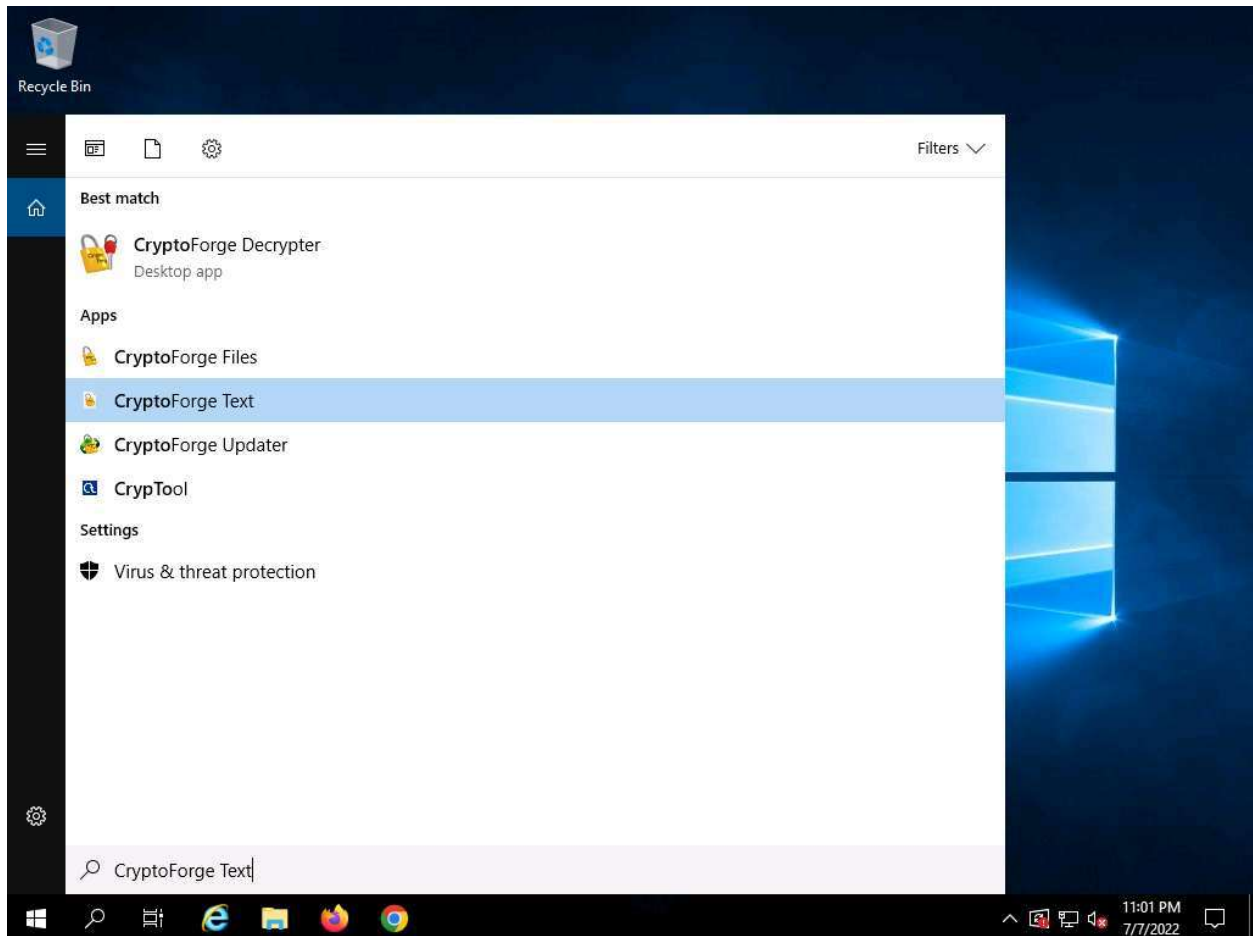 Recycle Bin
Filters
Best match
CryptoForge Decrypter
Desktop app
Apps
CryptoForge Files
CryptoForge Text
CryptoForge Updater
CrypTool
Settings
Virus & threat protection
CryptoForge Text
11:01 PM
7/7/2022